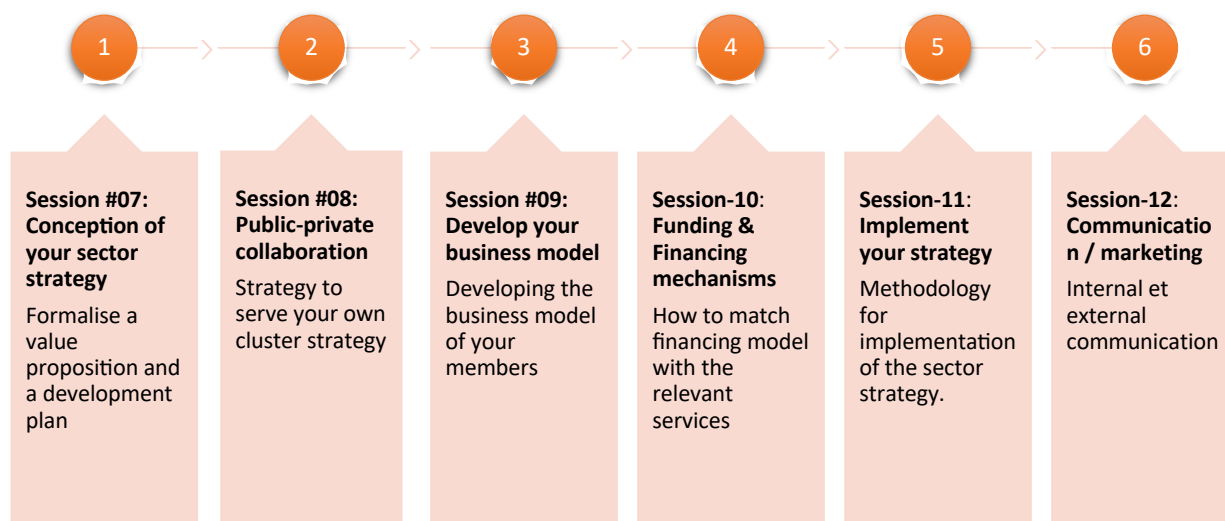 1
2
3
4
5
6
Session #07:
Conception of
your sector
strategy
Formalise a
value
proposition and
a development
plan
Session #08:
Public-private
collaboration
Strategy to
serve your own
cluster strategy
Session #09:
Develop your
business model
Developing the
business model
of your
members
Session-10:
Funding &
Financing
mechanisms
How to match
financing model
with the
relevant
services
Session-11:
Implement
your strategy
Methodology
for
implementation
of the sector
strategy.
Session-12:
Communicatio
n / marketing
Internal et
external
communication